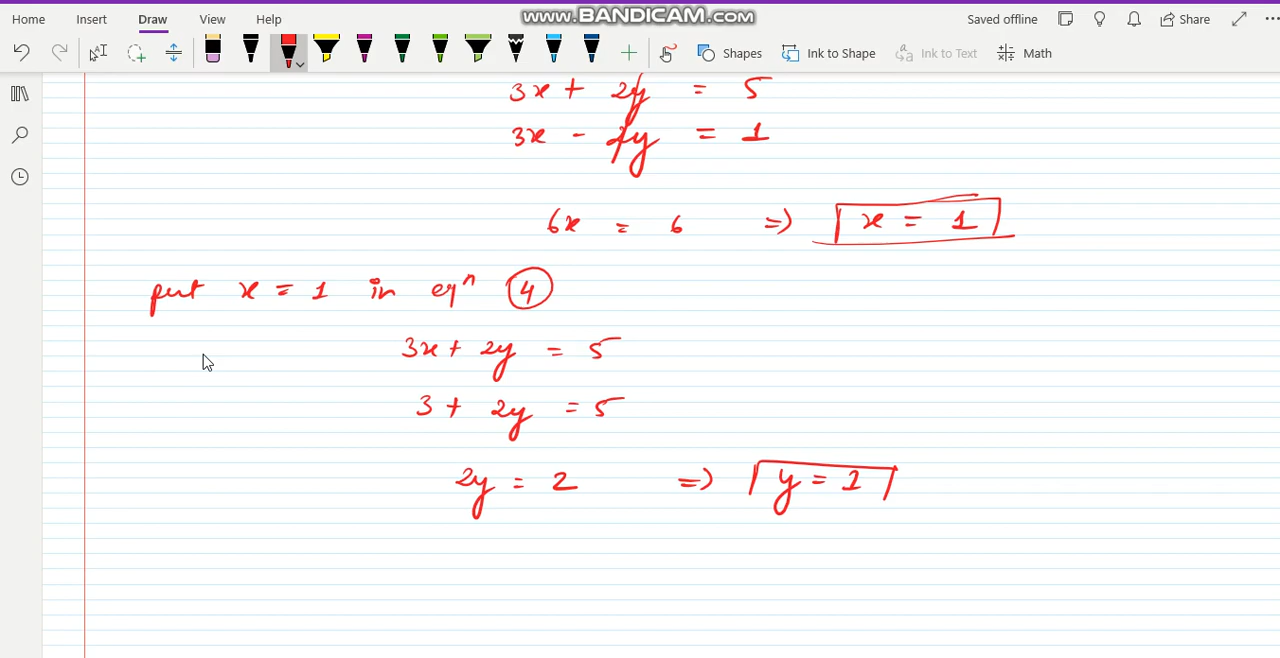 Home Insert Draw View Help www.BANDICAM.com Saved offline Share
Shapes Ink to Shape Ink to Text Math
3x + 2y = 5
3x - 2y = 1
6x = 6 => x = 1
put x = 1 in eqⁿ ④
3x + 2y = 5
3 + 2y = 5
2y = 2 => y = 1